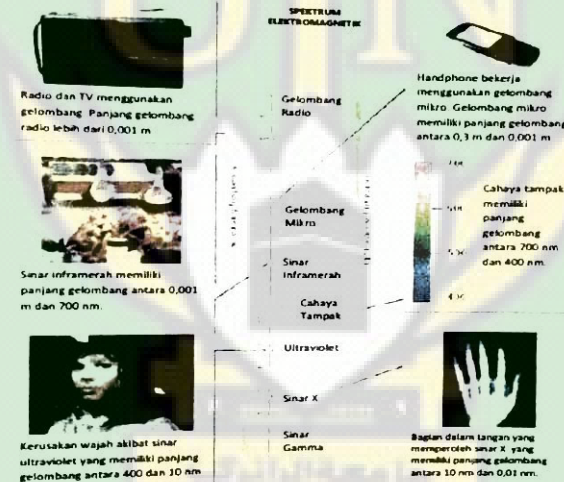 SPEKTRUM
ELEKTROMAGNETIK
Radio dan TV menggunakan
gelombang Panjang gelombang
radio lebih dari 0,001 m
Gelombang
Radio
Handphone bekerja
menggunakan gelombang
mikro Gelombang mikro
memiliki panjang gelombang
antara 0,3 m dan 0,001 m
Gelombang
Mikro
Cahaya tampak
memiliki
panjang
gelombang
antara 700 nm
dan 400 nm.
Sinar inframerah memiliki
panjang gelombang antara 0,001
m dan 700 nm.
Sinar
Inframerah
Cahaya
Tampak
Ultraviolet
Sinar X
Sinar
Gamma
Kerusakan wajah akibat sinar
ultraviolet yang memiliki panjang
gelombang antara 400 dan 10 nm
Bagian dalam tangan yang
memperoleh sinar X yang
memiliki panjang gelombang
antara 10 nm dan 0,01 nm.